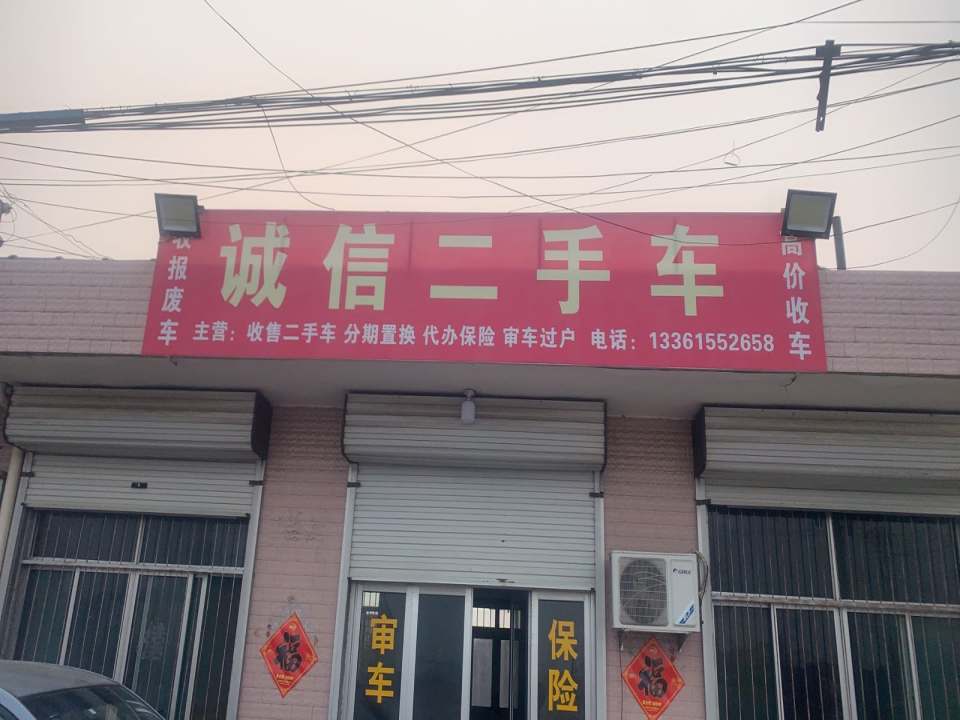 诚信二手车
收报废车
主营：收售二手车 分期置换 代办保险 审车过户 电话：13361552658
高价收车
审车
保险
福
福